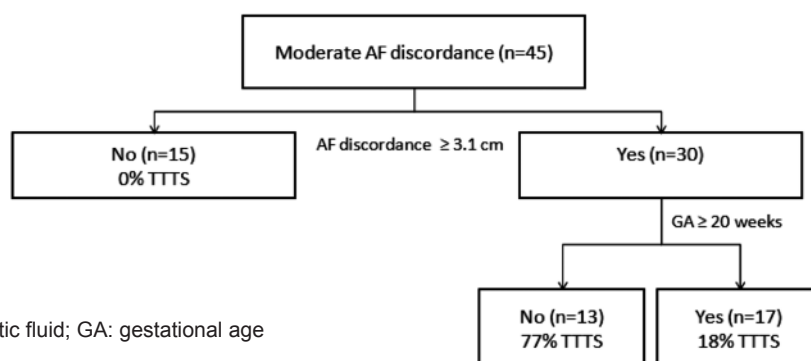 Moderate AF discordance (n=45)
AF discordance ≥ 3.1 cm
No (n=15)
0% TTTS
Yes (n=30)
GA ≥ 20 weeks
No (n=13)
77% TTTS
Yes (n=17)
18% TTTS
tic fluid; GA: gestational age